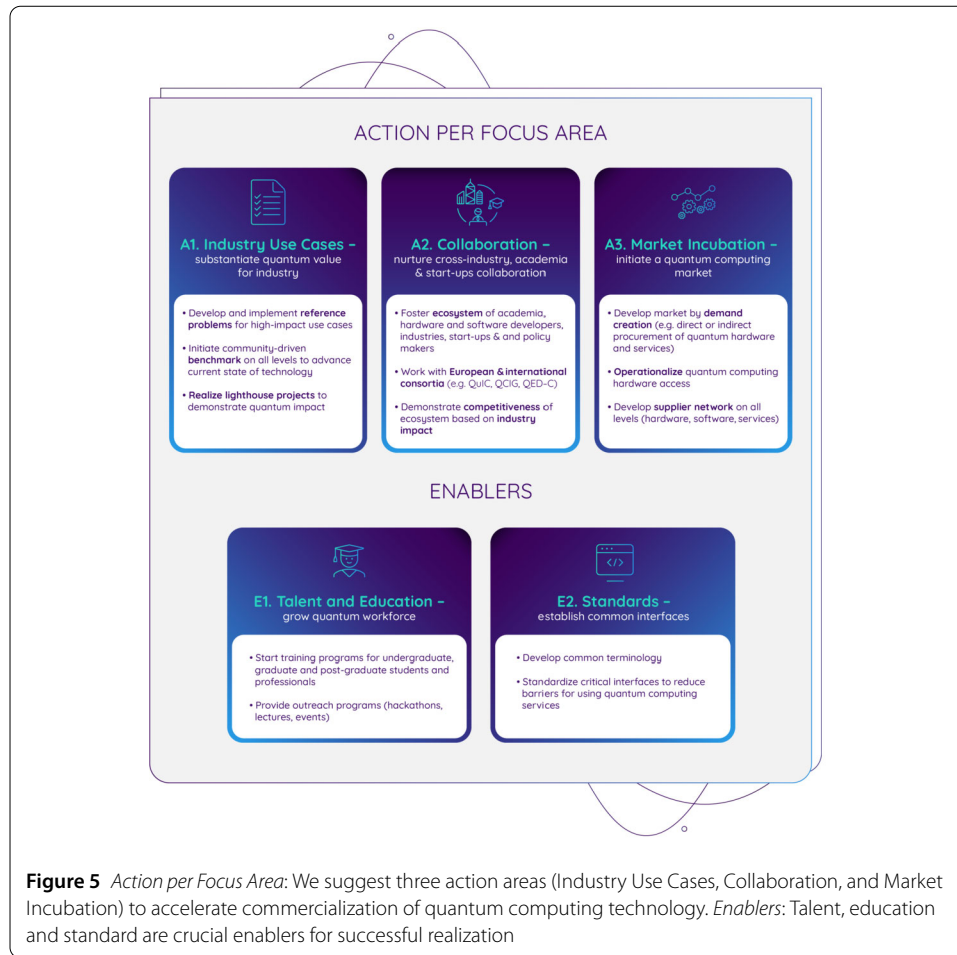 ACTION PER FOCUS AREA
A1. Industry Use Cases –
substantiate quantum value
for industry
• Develop and implement reference
problems for high-impact use cases
• Initiate community-driven
benchmark on all levels to advance
current state of technology
• Realize lighthouse projects to
demonstrate quantum impact
A2. Collaboration –
nurture cross-industry, academia
& start-ups collaboration
• Foster ecosystem of academia,
hardware and software developers,
industries, start-ups & and policy
makers
• Work with European & international
consortia (e.g. QuIC, QCIG, QED-C)
• Demonstrate competitiveness of
ecosystem based on industry
impact
A3. Market Incubation –
initiate a quantum computing
market
• Develop market by demand
creation (e.g. direct or indirect
procurement of quantum hardware
and services)
• Operationalize quantum computing
hardware access
• Develop supplier network on all
levels (hardware, software, services)
ENABLERS
E1. Talent and Education –
grow quantum workforce
• Start training programs for undergraduate,
graduate and post-graduate students and
professionals
• Provide outreach programs (hackathons,
lectures, events)
E2. Standards –
establish common interfaces
</>
• Develop common terminology
• Standardize critical interfaces to reduce
barriers for using quantum computing
services
Figure 5 Action per Focus Area: We suggest three action areas (Industry Use Cases, Collaboration, and Market
Incubation) to accelerate commercialization of quantum computing technology. Enablers: Talent, education
and standard are crucial enablers for successful realization